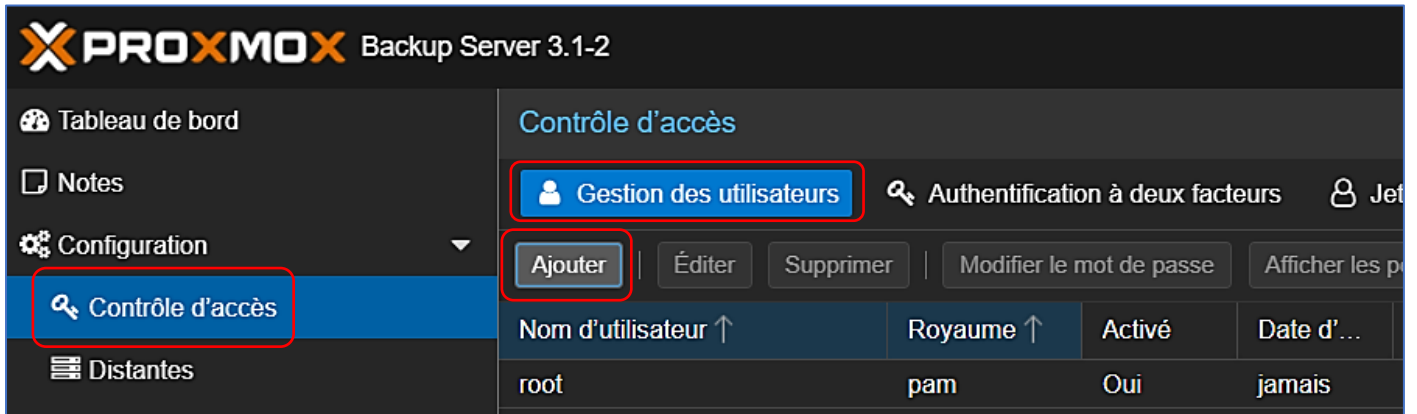 PROXMOX Backup Server 3.1-2
Tableau de bord
Notes
Configuration
Contrôle d'accès
Distantes
Contrôle d'accès
Gestion des utilisateurs Authentification à deux facteurs
Ajouter Éditer Supprimer Modifier le mot de passe Afficher les
Nom d'utilisateur Royaume Activé Date d'…
root pam Oui jamais